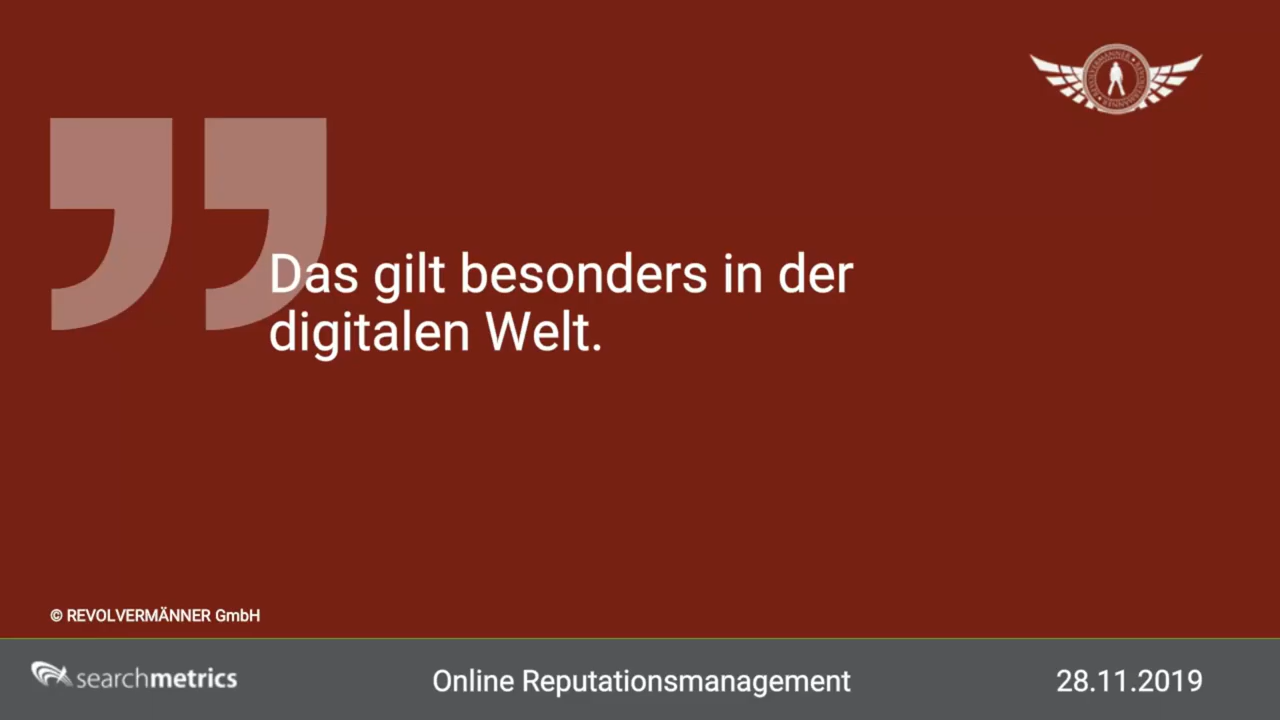 Das gilt besonders in der
digitalen Welt.
© REVOLVERMÄNNER GmbH
searchmetrics
Online Reputationsmanagement
28.11.2019